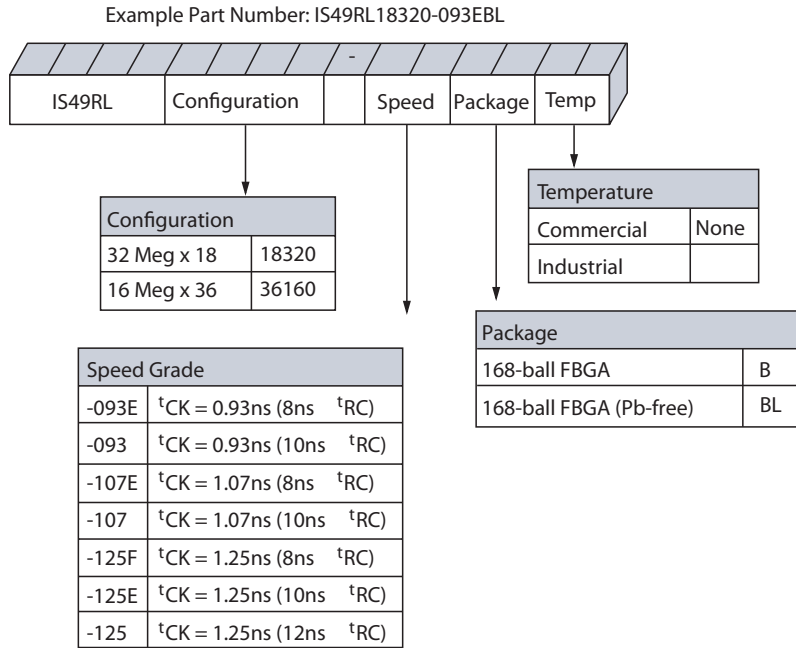 Example Part Number: IS49RL18320-093EBL
-
IS49RL Configuration Speed Package Temp
Configuration
32 Meg x 18 18320
16 Meg x 36 36160
Temperature
Commercial None
Industrial
Package
168-ball FBGA B
168-ball FBGA (Pb-free) BL
Speed Grade
-093E tCK = 0.93ns (8ns tRC)
-093 tCK = 0.93ns (10ns tRC)
-107E tCK = 1.07ns (8ns tRC)
-107 tCK = 1.07ns (10ns tRC)
-125F tCK = 1.25ns (8ns tRC)
-125E tCK = 1.25ns (10ns tRC)
-125 tCK = 1.25ns (12ns tRC)